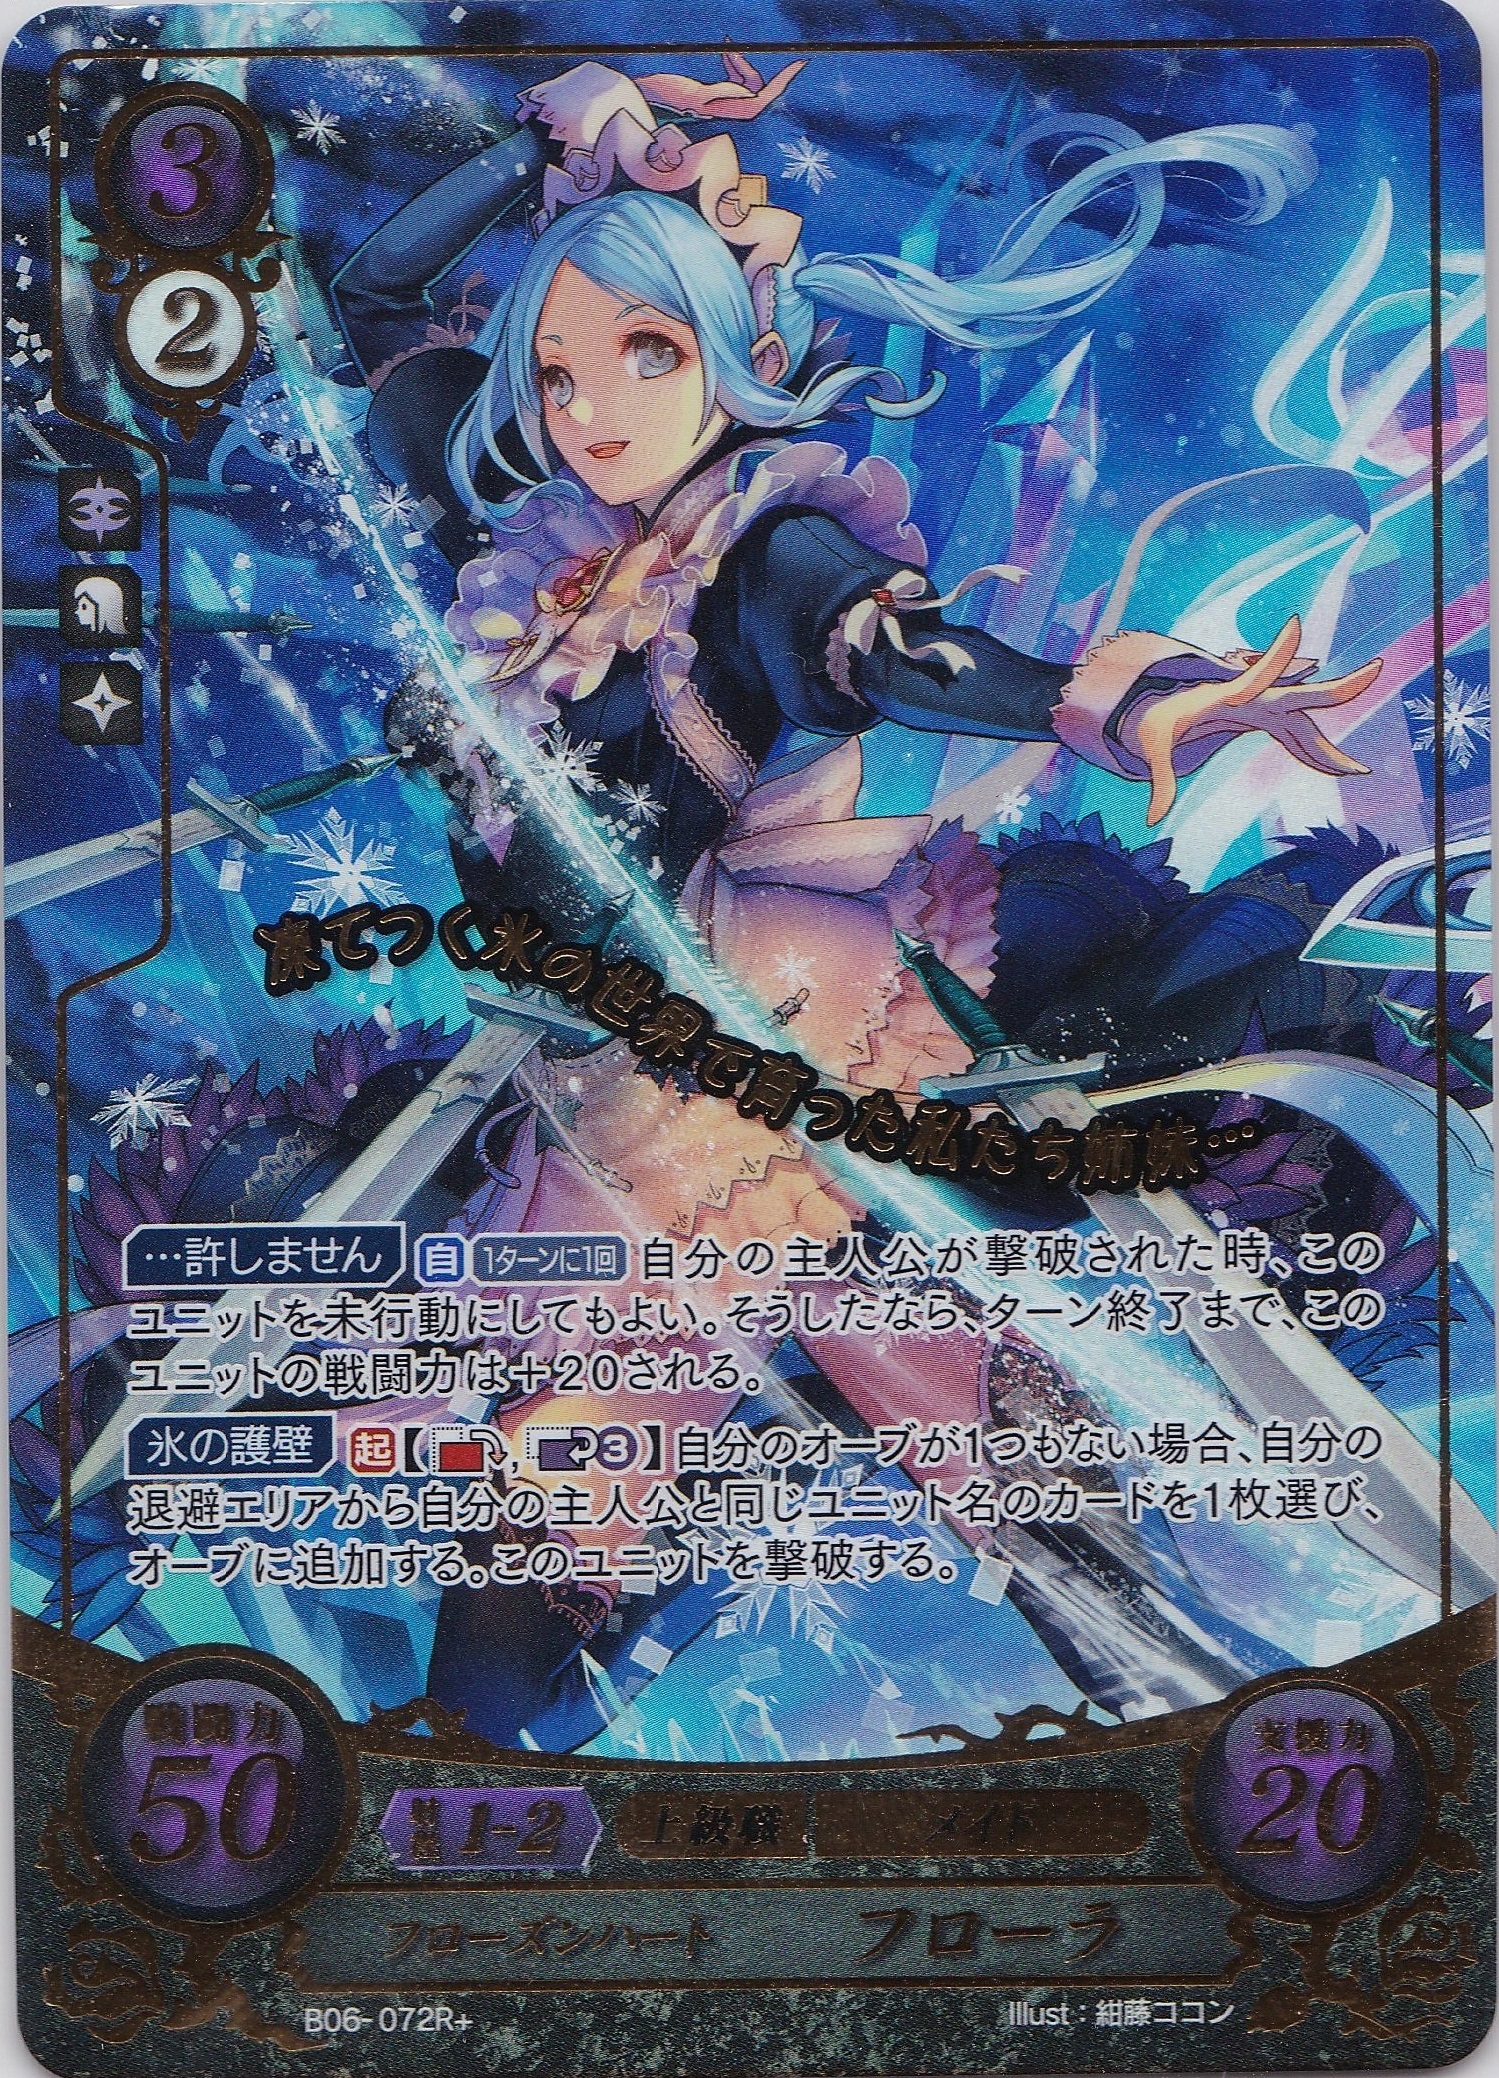 3
2
凍てつく氷の世界で育った私たち姉妹…
…許しません 自 1ターンに1回 自分の主人公が撃破された時、この
ユニットを未行動にしてもよい。そうしたなら、ターン終了まで、この
ユニットの戦闘力は+20される。
氷の護壁 起【 , 3】自分のオーブが1つもない場合、自分の
退避エリアから自分の主人公と同じユニット名のカードを1枚選び、
オーブに追加する。このユニットを撃破する。
戦闘力
50
射程 1-2 上級職 メイド
支援力
20
フローズンハート フローラ
B06-072R+ Illust:紺藤ココン